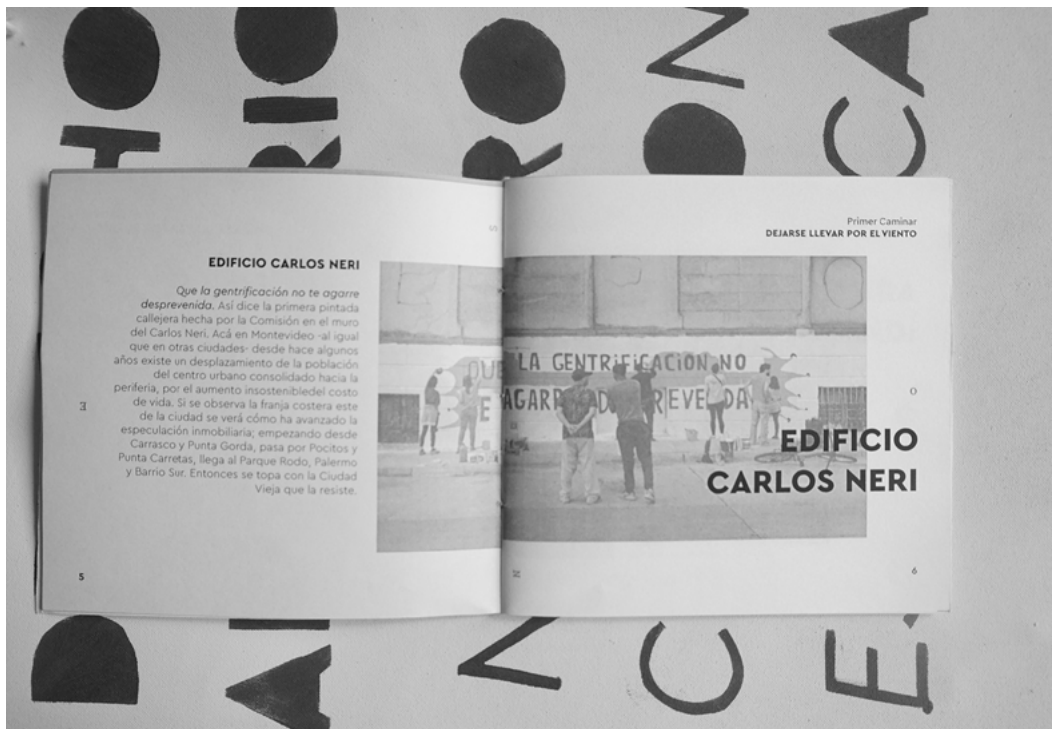 EDIFICIO CARLOS NERI
Que la gentrificación no te agarre
desprevenida. Así dice la primera pintada
callejera hecha por la Comisión en el muro
del Carlos Neri. Acá en Montevideo -al igual
que en otras ciudades- desde hace algunos
años existe un desplazamiento de la población
del centro urbano consolidado hacia la
periferia, por el aumento insostenibledel costo
de vida. Si se observa la franja costera este
de la ciudad se verá cómo ha avanzado la
especulación inmobiliaria; empezando desde
Carrasco y Punta Gorda, pasa por Pocitos y
Punta Carretas, llega al Parque Rodo, Palermo
y Barrio Sur. Entonces se topa con la Ciudad
Vieja que la resiste.
E
5
S
Primer Caminar
DEJARSE LLEVAR POR EL VIENTO
QUE LA GENTRIFICACIÓN NO
EDIFICIO
CARLOS NERI
O
N
6